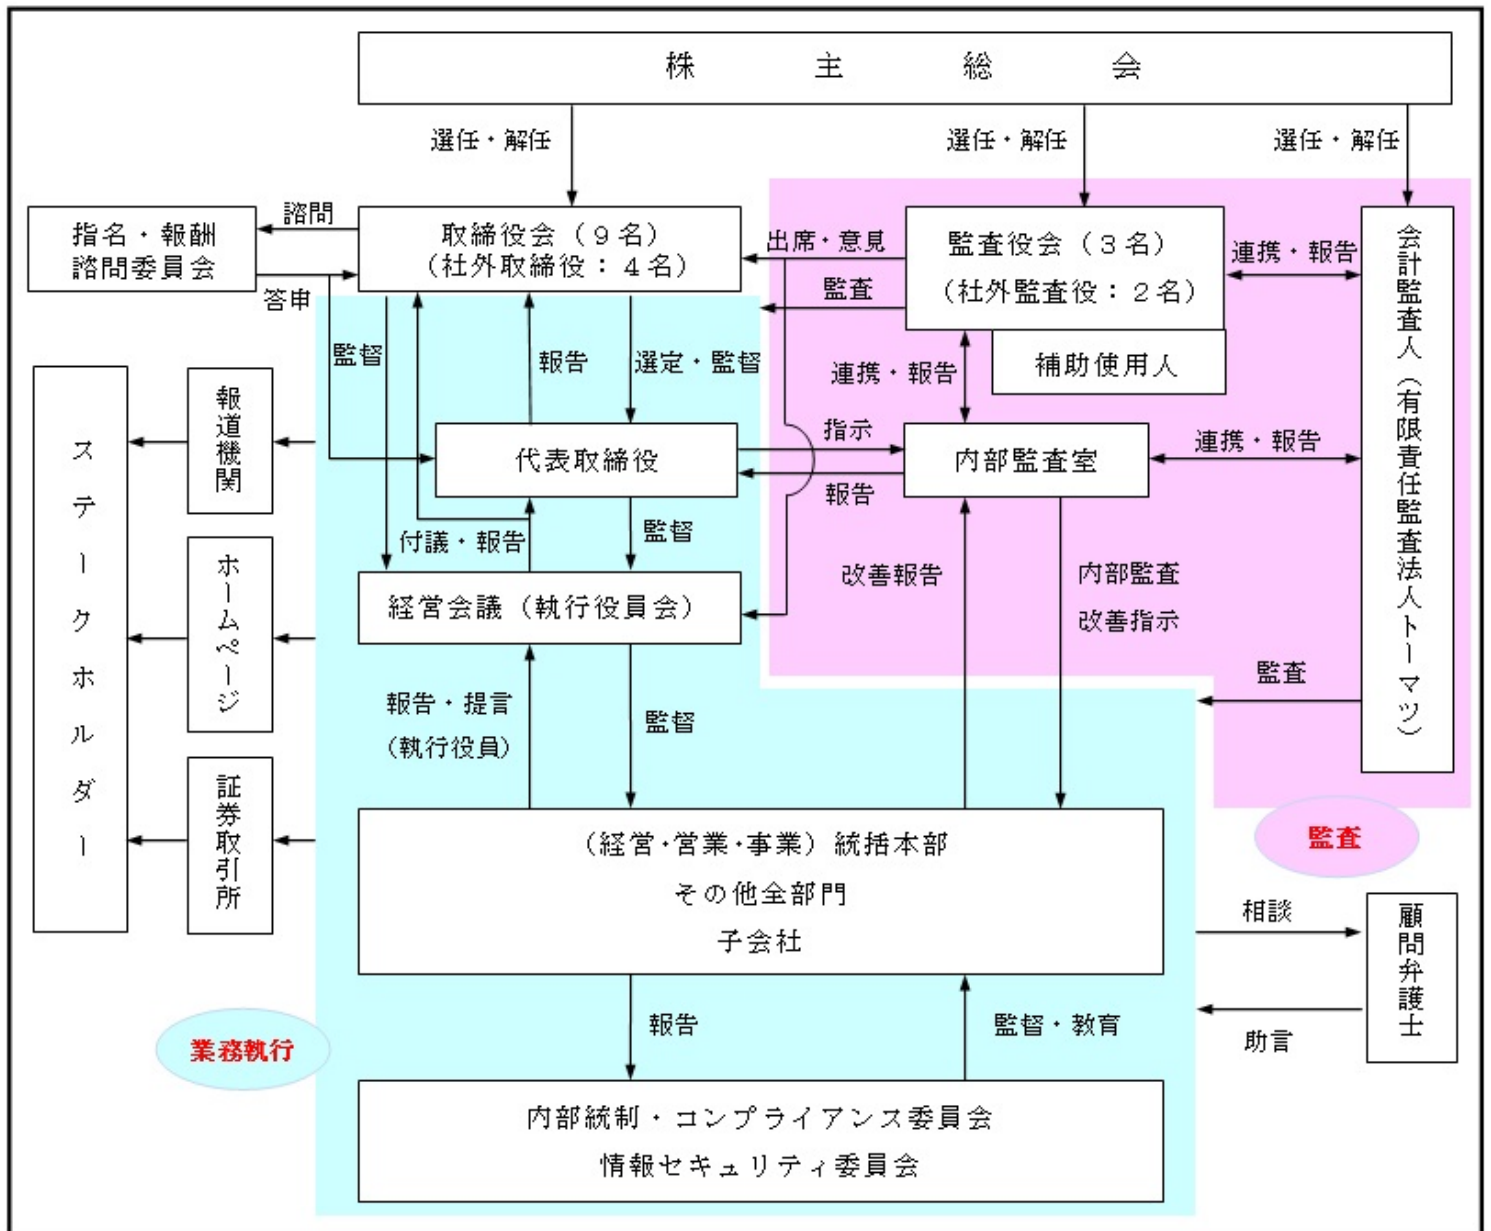 株主総会
選任・解任
選任・解任
選任・解任
指名・報酬
諮問委員会
諮問
答申
取締役会（９名）
（社外取締役：４名）
出席・意見
監査
監査役会（３名）
（社外監査役：２名）
補助使用人
連携・報告
会計監査人（有限責任監査法人トーマツ）
監督
報告
選定・監督
連携・報告
ステークホルダー
報道機関
ホームページ
証券取引所
代表取締役
指示
報告
内部監査室
連携・報告
付議・報告
監督
改善報告
内部監査
改善指示
経営会議（執行役員会）
報告・提言
（執行役員）
監督
監査
（経営・営業・事業）統括本部
その他全部門
子会社
監査
相談
助言
顧問弁護士
業務執行
報告
監督・教育
内部統制・コンプライアンス委員会
情報セキュリティ委員会